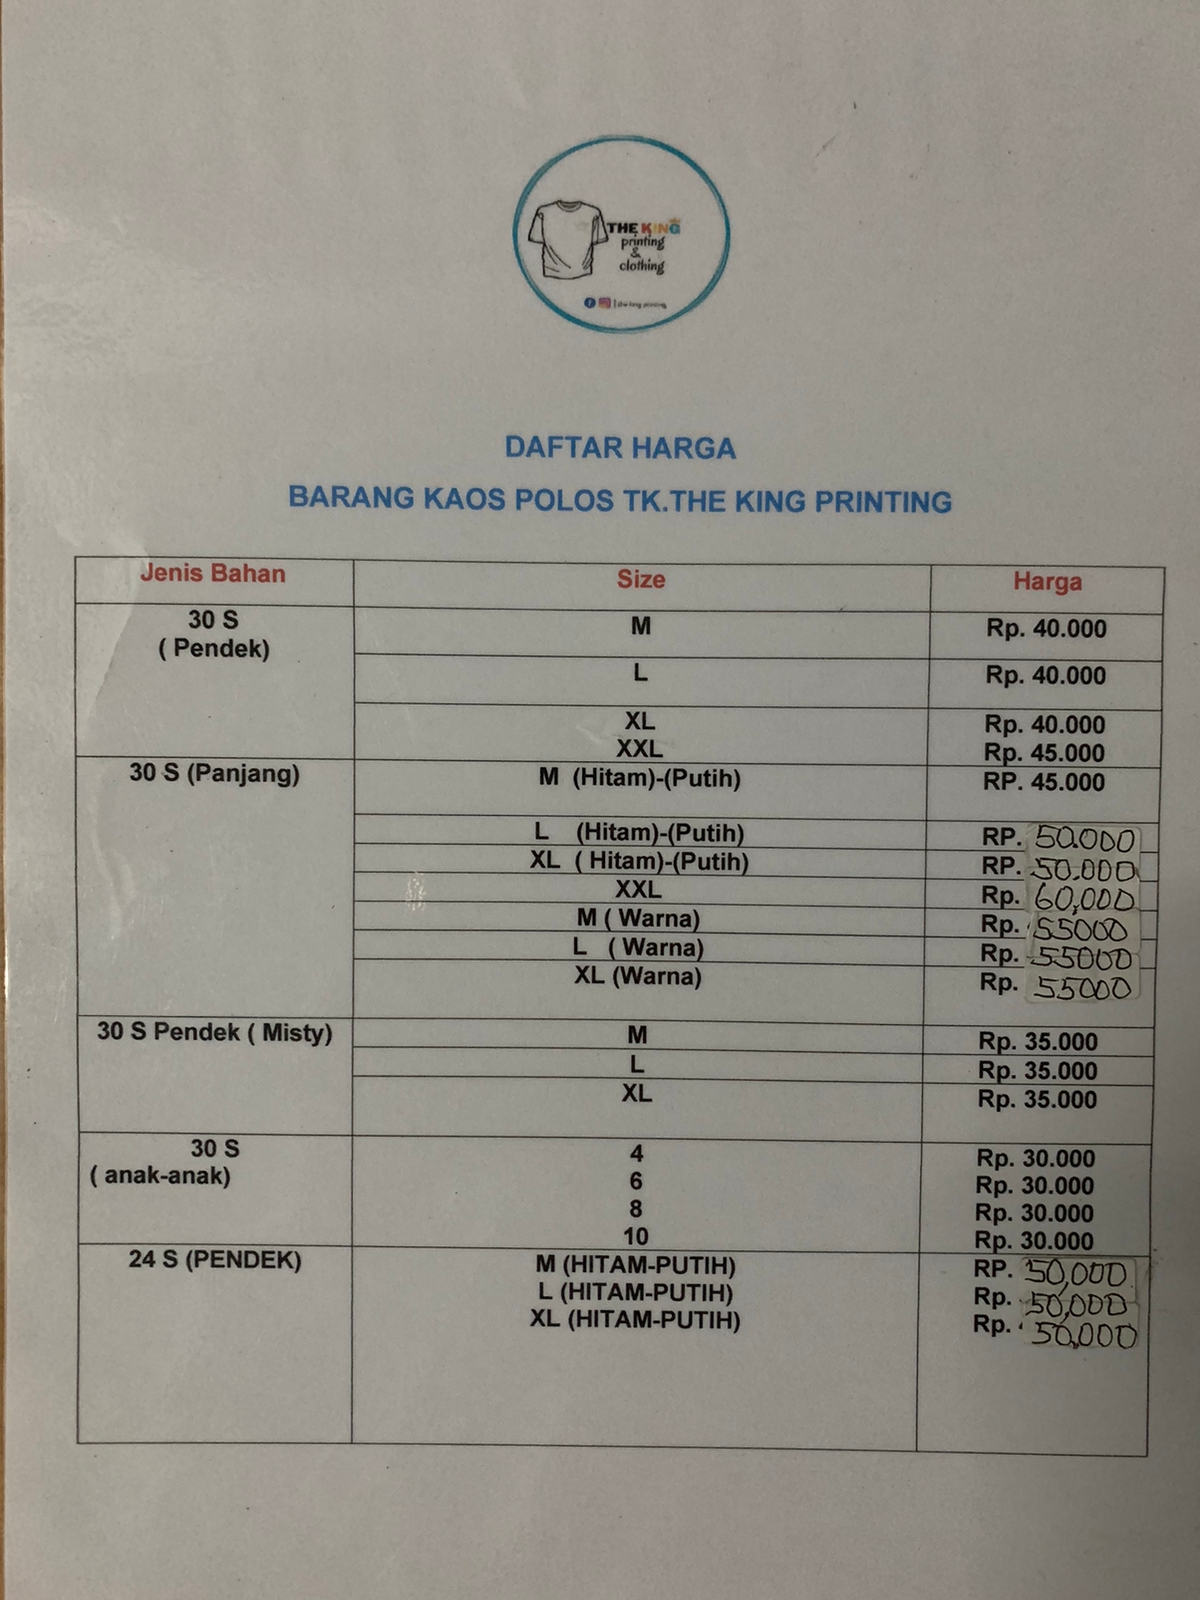 THE KING
printing
&
clothing
the king printing
DAFTAR HARGA
BARANG KAOS POLOS TK.THE KING PRINTING
Jenis Bahan Size Harga
30 S M Rp. 40.000
( Pendek)
L Rp. 40.000
XL Rp. 40.000
XXL Rp. 45.000
30 S (Panjang) M (Hitam)-(Putih) RP. 45.000
L (Hitam)-(Putih) RP. 50.000
XL ( Hitam)-(Putih) RP. 50.000
XXL Rp. 60,000
M ( Warna) Rp. 55000
L ( Warna) Rp. 55000
XL (Warna) Rp. 55000
30 S Pendek ( Misty) M Rp. 35.000
L Rp. 35.000
XL Rp. 35.000
30 S 4 Rp. 30.000
( anak-anak) 6 Rp. 30.000
8 Rp. 30.000
10 Rp. 30.000
24 S (PENDEK) M (HITAM-PUTIH) RP. 50,000
L (HITAM-PUTIH) Rp. 50,000
XL (HITAM-PUTIH) Rp. 50,000